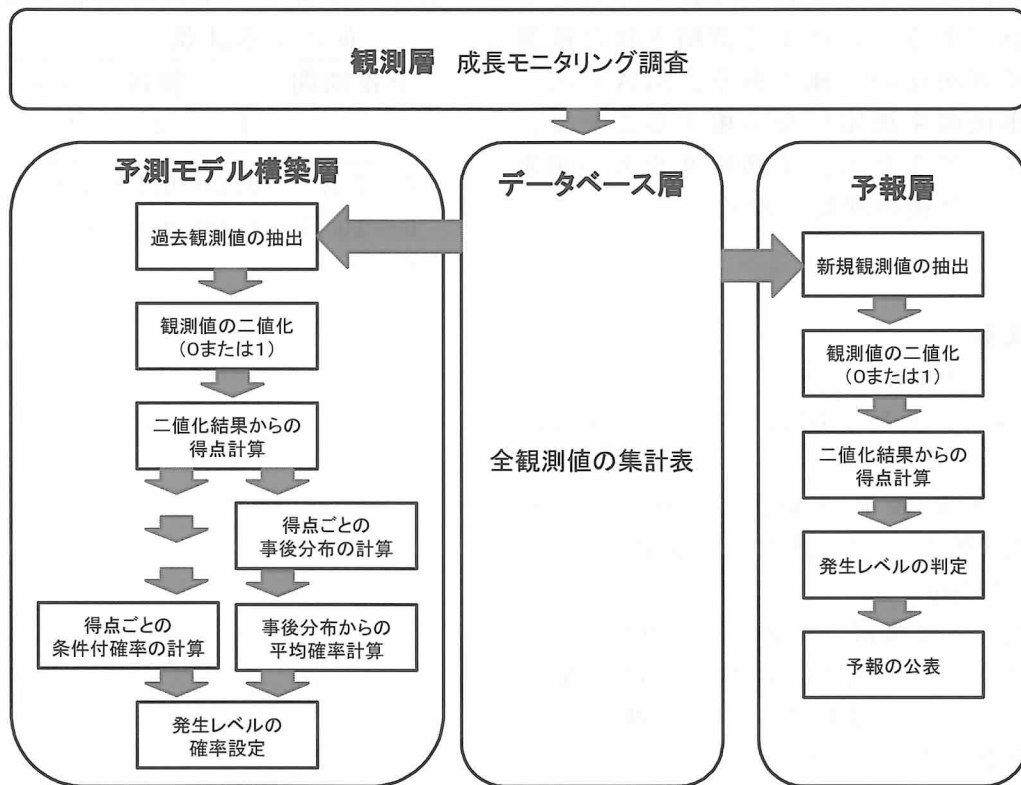 観測層 成長モニタリング調査
予測モデル構築層
過去観測値の抽出
観測値の二値化
(0または1)
二値化結果からの
得点計算
得点ごとの
事後分布の計算
得点ごとの
条件付確率の計算
事後分布からの
平均確率計算
発生レベルの
確率設定
データベース層
全観測値の集計表
予報層
新規観測値の抽出
観測値の二値化
(0または1)
二値化結果からの
得点計算
発生レベルの判定
予報の公表